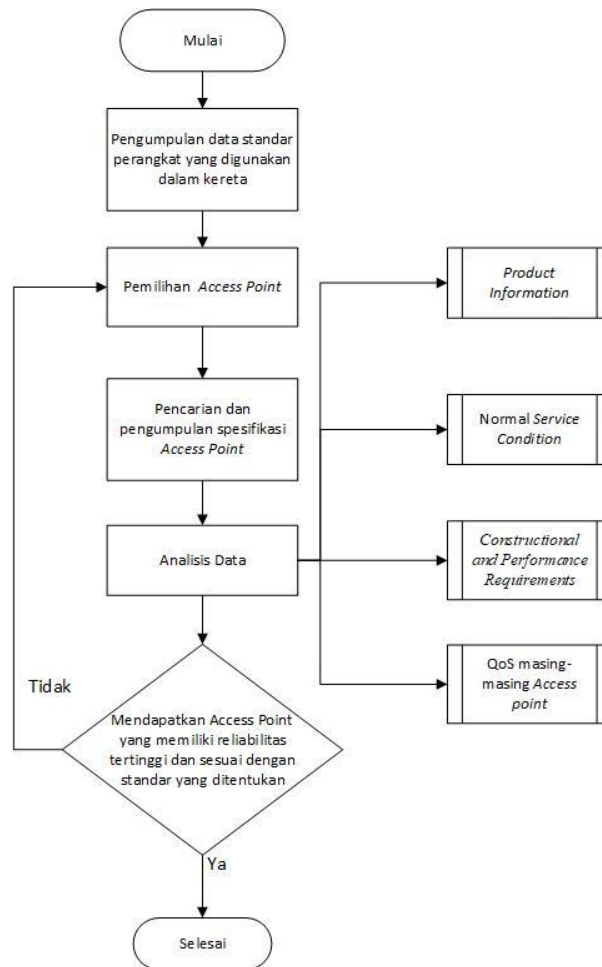 Mulai
Pengumpulan data standar
perangkat yang digunakan
dalam kereta
Pemilihan Access Point
Product
Information
Pencarian dan
pengumpulan spesifikasi
Access Point
Normal Service
Condition
Analisis Data
Constructional
and Performance
Requirements
QoS masing-
masing Access
point
Tidak
Mendapatkan Access Point
yang memiliki reliabilitas
tertinggi dan sesuai dengan
standar yang ditentukan
Ya
Selesai